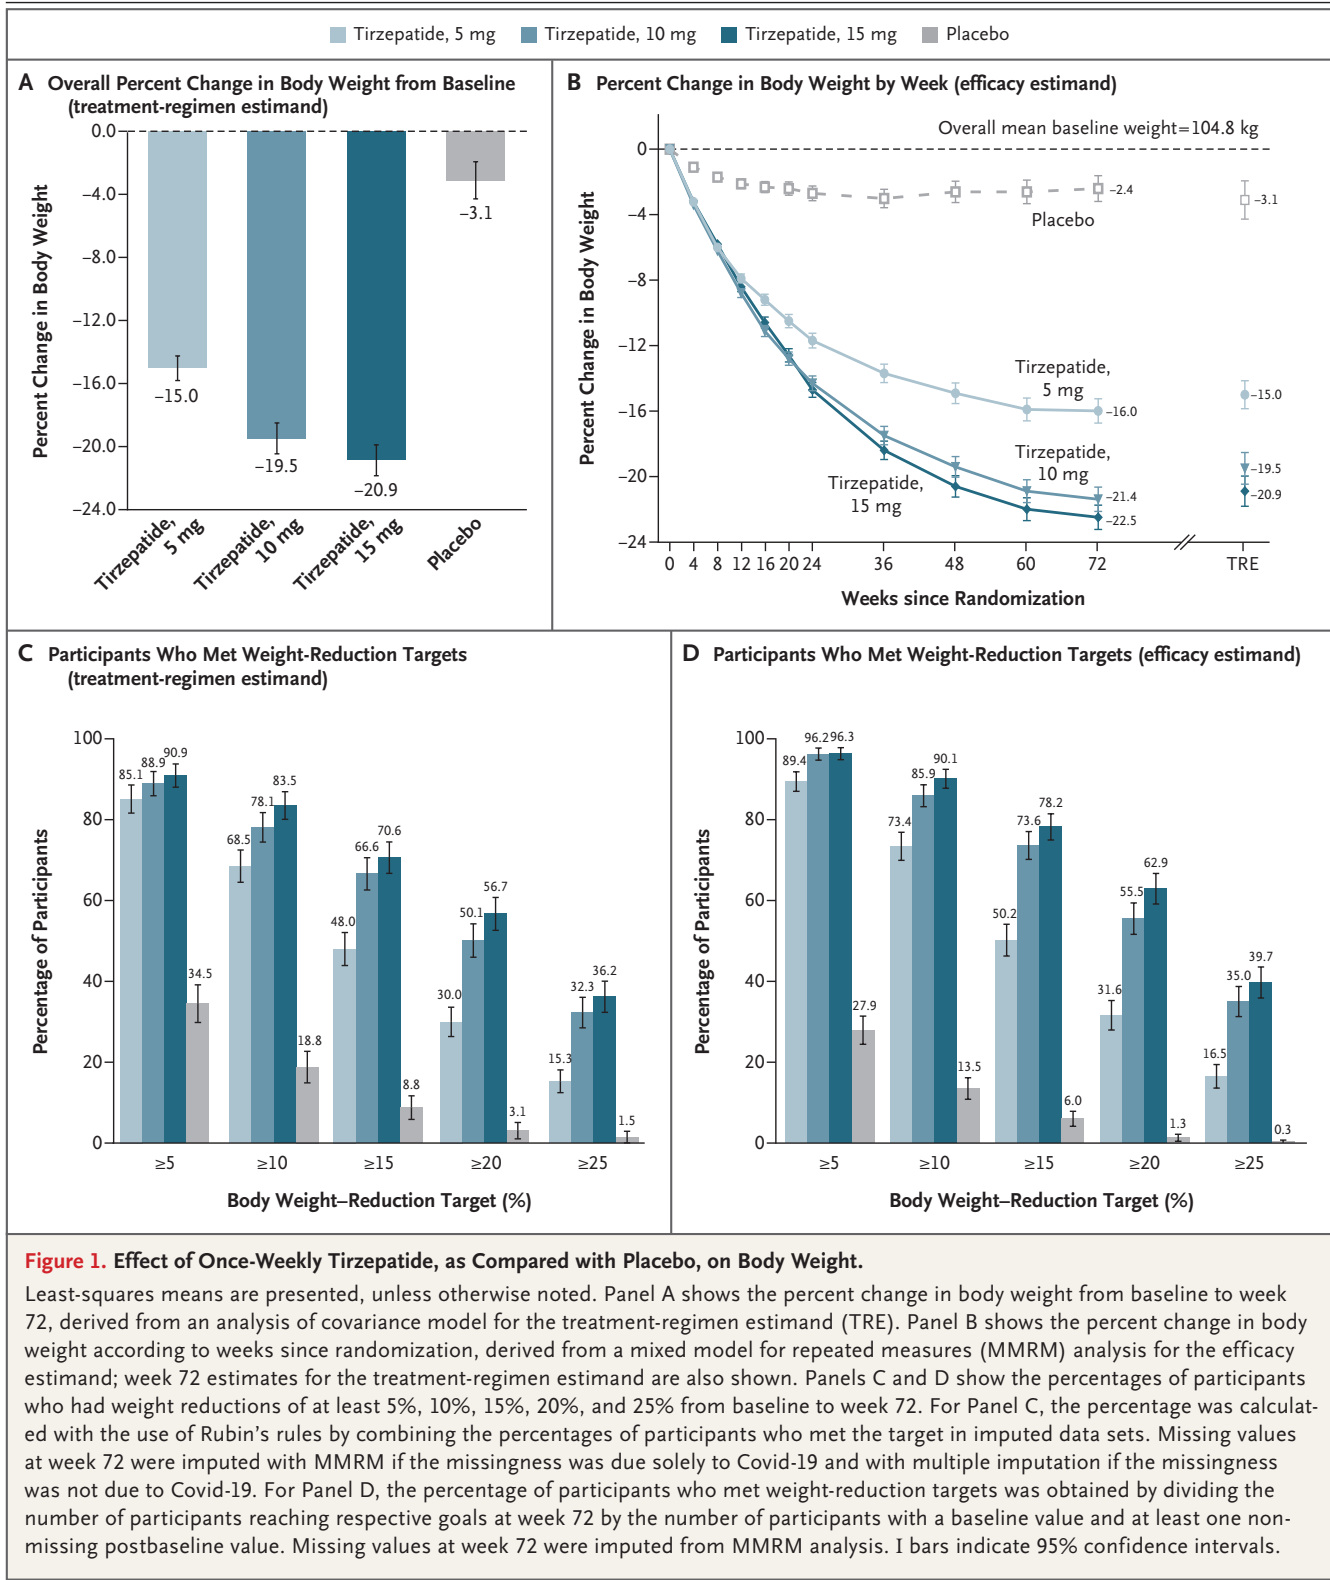 Tirzepatide, 5 mg Tirzepatide, 10 mg Tirzepatide, 15 mg Placebo
A Overall Percent Change in Body Weight from Baseline
(treatment-regimen estimand)
Percent Change in Body Weight
0.0
−4.0
−8.0
−12.0
−16.0
−20.0
−24.0
−15.0
−19.5
−20.9
−3.1
Tirzepatide,
5 mg
Tirzepatide,
10 mg
Tirzepatide,
15 mg
Placebo
B Percent Change in Body Weight by Week (efficacy estimand)
Overall mean baseline weight=104.8 kg
Percent Change in Body Weight
0
−4
−8
−12
−16
−20
−24
−2.4
−3.1
Placebo
Tirzepatide,
5 mg
−16.0
−15.0
Tirzepatide,
10 mg
−21.4
−19.5
Tirzepatide,
15 mg
−22.5
−20.9
0 4 8 12 16 20 24 36 48 60 72 TRE
Weeks since Randomization
C Participants Who Met Weight-Reduction Targets
(treatment-regimen estimand)
Percentage of Participants
100
80
60
40
20
0
85.1 88.9 90.9 34.5
68.5 78.1 83.5 18.8
48.0 66.6 70.6 8.8
30.0 50.1 56.7 3.1
15.3 32.3 36.2 1.5
≥5 ≥10 ≥15 ≥20 ≥25
Body Weight–Reduction Target (%)
D Participants Who Met Weight-Reduction Targets (efficacy estimand)
Percentage of Participants
100
80
60
40
20
0
89.4 96.2 96.3 27.9
73.4 85.9 90.1 13.5
50.2 73.6 78.2 6.0
31.6 55.5 62.9 1.3
16.5 35.0 39.7 0.3
≥5 ≥10 ≥15 ≥20 ≥25
Body Weight–Reduction Target (%)
Figure 1. Effect of Once-Weekly Tirzepatide, as Compared with Placebo, on Body Weight.
Least-squares means are presented, unless otherwise noted. Panel A shows the percent change in body weight from baseline to week
72, derived from an analysis of covariance model for the treatment-regimen estimand (TRE). Panel B shows the percent change in body
weight according to weeks since randomization, derived from a mixed model for repeated measures (MMRM) analysis for the efficacy
estimand; week 72 estimates for the treatment-regimen estimand are also shown. Panels C and D show the percentages of participants
who had weight reductions of at least 5%, 10%, 15%, 20%, and 25% from baseline to week 72. For Panel C, the percentage was calculat-
ed with the use of Rubin’s rules by combining the percentages of participants who met the target in imputed data sets. Missing values
at week 72 were imputed with MMRM if the missingness was due solely to Covid-19 and with multiple imputation if the missingness
was not due to Covid-19. For Panel D, the percentage of participants who met weight-reduction targets was obtained by dividing the
number of participants reaching respective goals at week 72 by the number of participants with a baseline value and at least one non-
missing postbaseline value. Missing values at week 72 were imputed from MMRM analysis. I bars indicate 95% confidence intervals.